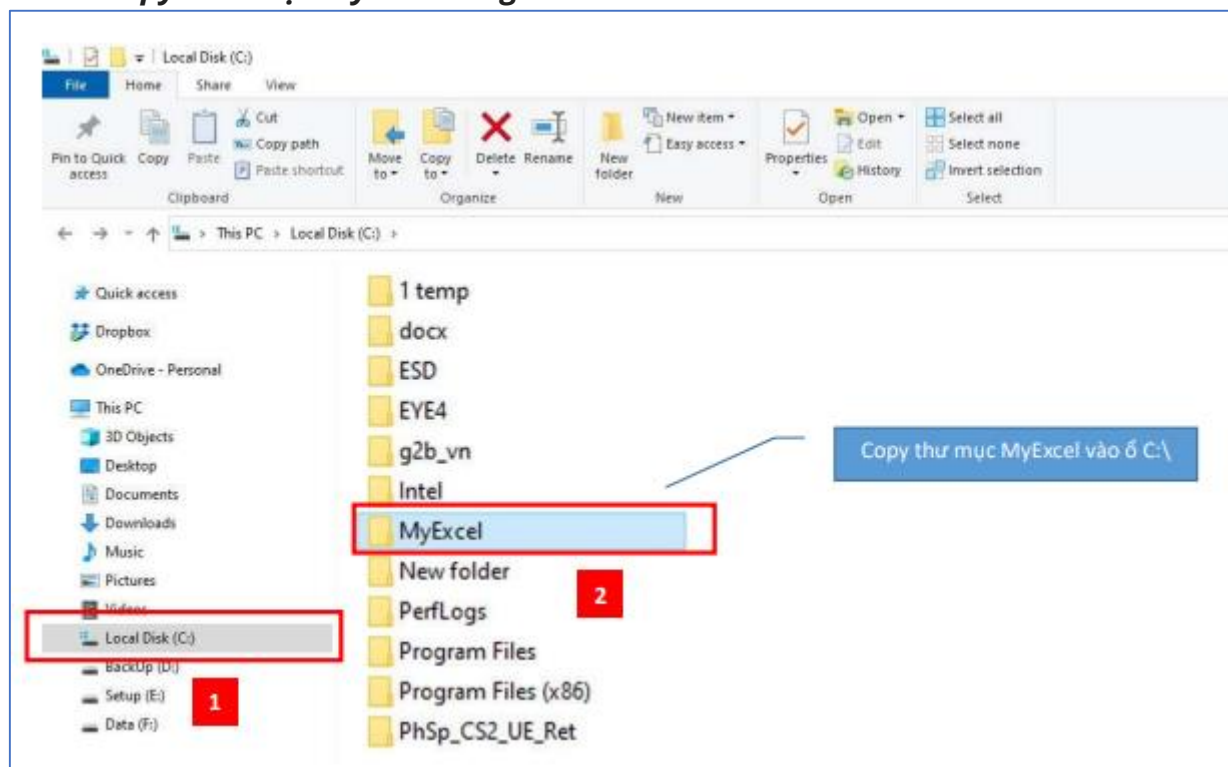 Local Disk (C:)
File Home Share View
Pin to Quick access
Copy
Paste
Cut
Copy path
Paste shortcut
Clipboard
Move to
Copy to
Delete
Rename
Organize
New folder
New item
Easy access
New
Properties
Open
Edit
History
Open
Select all
Select none
Invert selection
Select
This PC > Local Disk (C:) >
Quick access
Dropbox
OneDrive - Personal
This PC
3D Objects
Desktop
Documents
Downloads
Music
Pictures
Videos
Local Disk (C:)
BackUp (D:)
Setup (E:)
Data (F:)
1
1 temp
docx
ESD
EYE4
g2b_vn
Intel
MyExcel
New folder
PerfLogs
Program Files
Program Files (x86)
PhSp_CS2_UE_Ret
2
Copy thư mục MyExcel vào ổ C:\